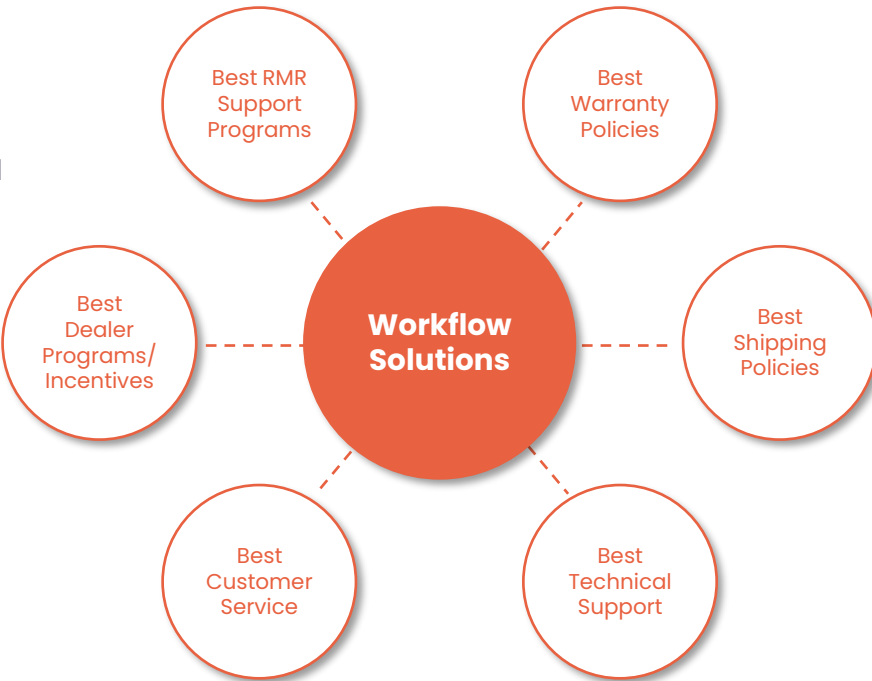 Best RMR
Support
Programs
Best
Warranty
Policies
Best
Dealer
Programs/
Incentives
Workflow
Solutions
Best
Shipping
Policies
Best
Customer
Service
Best
Technical
Support